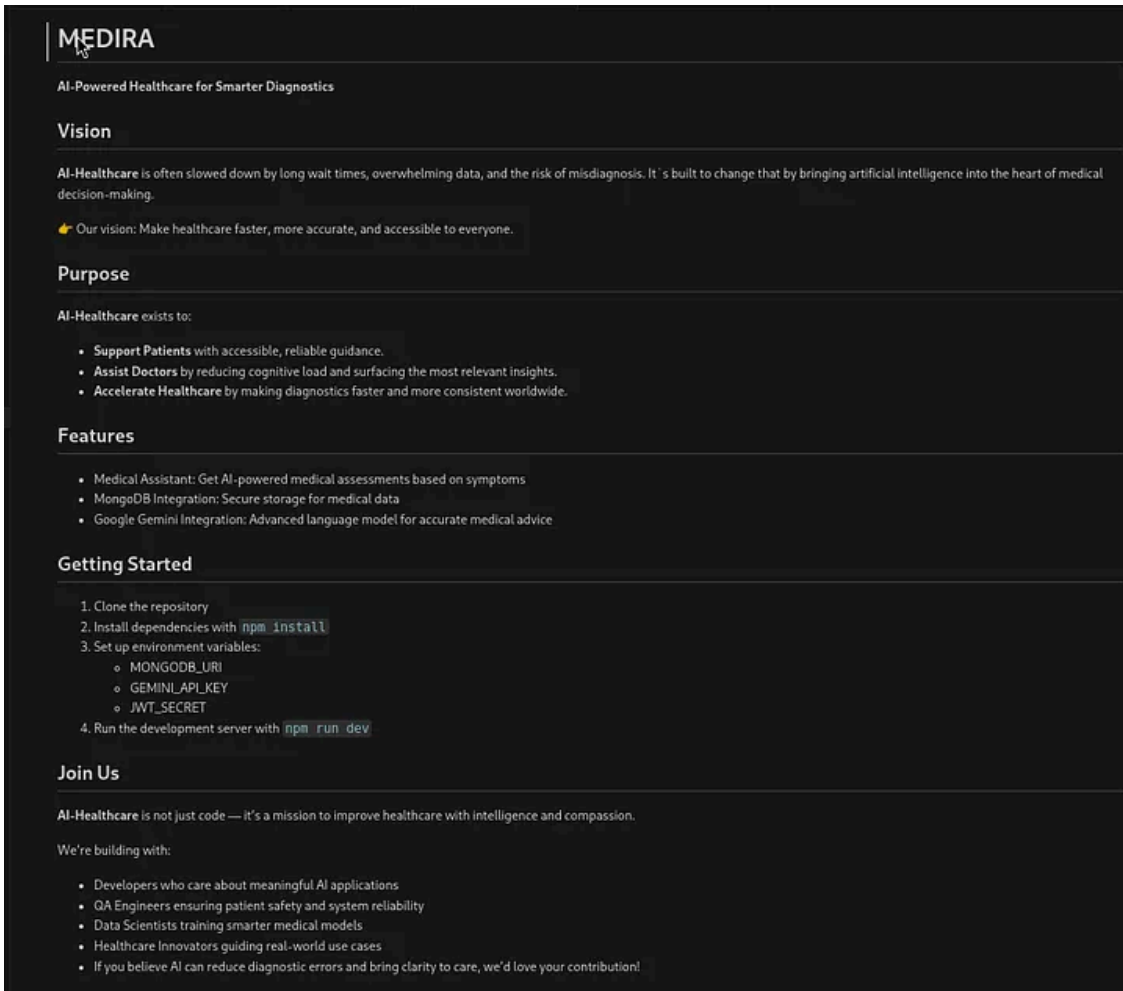 MEDIRA
AI-Powered Healthcare for Smarter Diagnostics
Vision
AI-Healthcare is often slowed down by long wait times, overwhelming data, and the risk of misdiagnosis. It`s built to change that by bringing artificial intelligence into the heart of medical
decision-making.
👉 Our vision: Make healthcare faster, more accurate, and accessible to everyone.
Purpose
AI-Healthcare exists to:
• Support Patients with accessible, reliable guidance.
• Assist Doctors by reducing cognitive load and surfacing the most relevant insights.
• Accelerate Healthcare by making diagnostics faster and more consistent worldwide.
Features
• Medical Assistant: Get AI-powered medical assessments based on symptoms
• MongoDB Integration: Secure storage for medical data
• Google Gemini Integration: Advanced language model for accurate medical advice
Getting Started
1. Clone the repository
2. Install dependencies with npm install
3. Set up environment variables:
◦ MONGODB_URI
◦ GEMINI_API_KEY
◦ JWT_SECRET
4. Run the development server with npm run dev
Join Us
AI-Healthcare is not just code — it's a mission to improve healthcare with intelligence and compassion.
We're building with:
• Developers who care about meaningful AI applications
• QA Engineers ensuring patient safety and system reliability
• Data Scientists training smarter medical models
• Healthcare Innovators guiding real-world use cases
• If you believe AI can reduce diagnostic errors and bring clarity to care, we'd love your contribution!